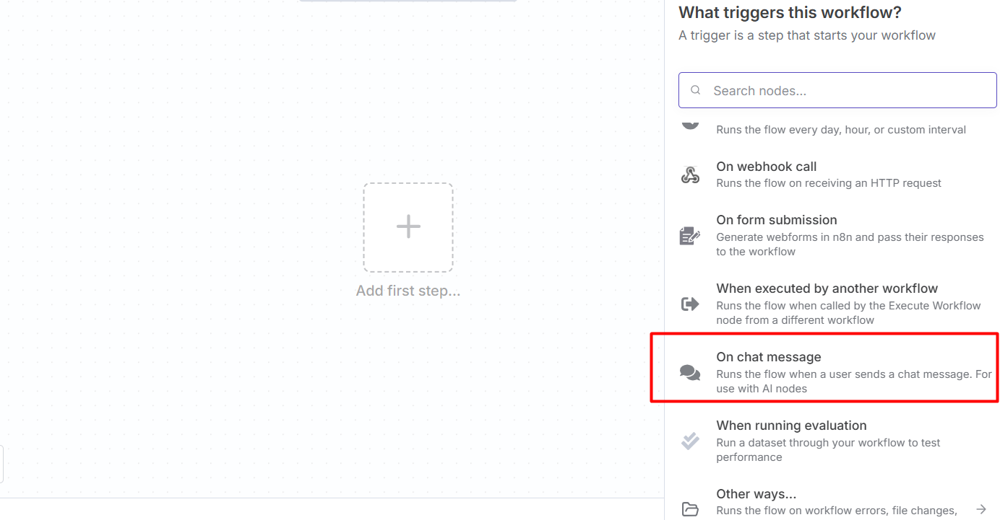 What triggers this workflow?
A trigger is a step that starts your workflow
Search nodes...
Runs the flow every day, hour, or custom interval
On webhook call
Runs the flow on receiving an HTTP request
On form submission
Generate webforms in n8n and pass their responses
to the workflow
When executed by another workflow
Runs the flow when called by the Execute Workflow
node from a different workflow
On chat message
Runs the flow when a user sends a chat message. For
use with AI nodes
When running evaluation
Run a dataset through your workflow to test
performance
Other ways...
Runs the flow on workflow errors, file changes,
Add first step...